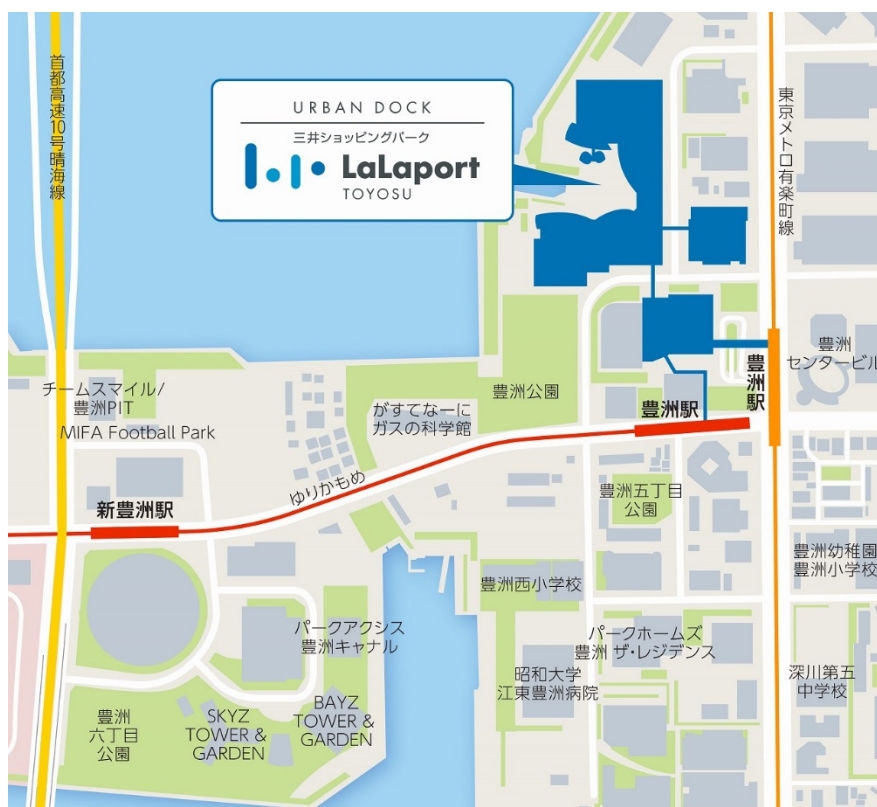 首都高速10号晴海線
URBAN DOCK
三井ショッピングパーク
LaLaport
TOYOSU
東京メトロ有楽町線
豊洲
センタービル
豊洲駅
豊洲駅
豊洲公園
がすてなーに
ガスの科学館
チームスマイル/
豊洲PIT
MIFA Football Park
ゆりかもめ
新豊洲駅
豊洲五丁目
公園
豊洲幼稚園
豊洲小学校
豊洲西小学校
パークアクシス
豊洲キャナル
パークホームズ
豊洲 ザ・レジデンス
昭和大学
江東豊洲病院
深川第五
中学校
豊洲
六丁目
公園
SKYZ
TOWER &
GARDEN
BAYZ
TOWER &
GARDEN